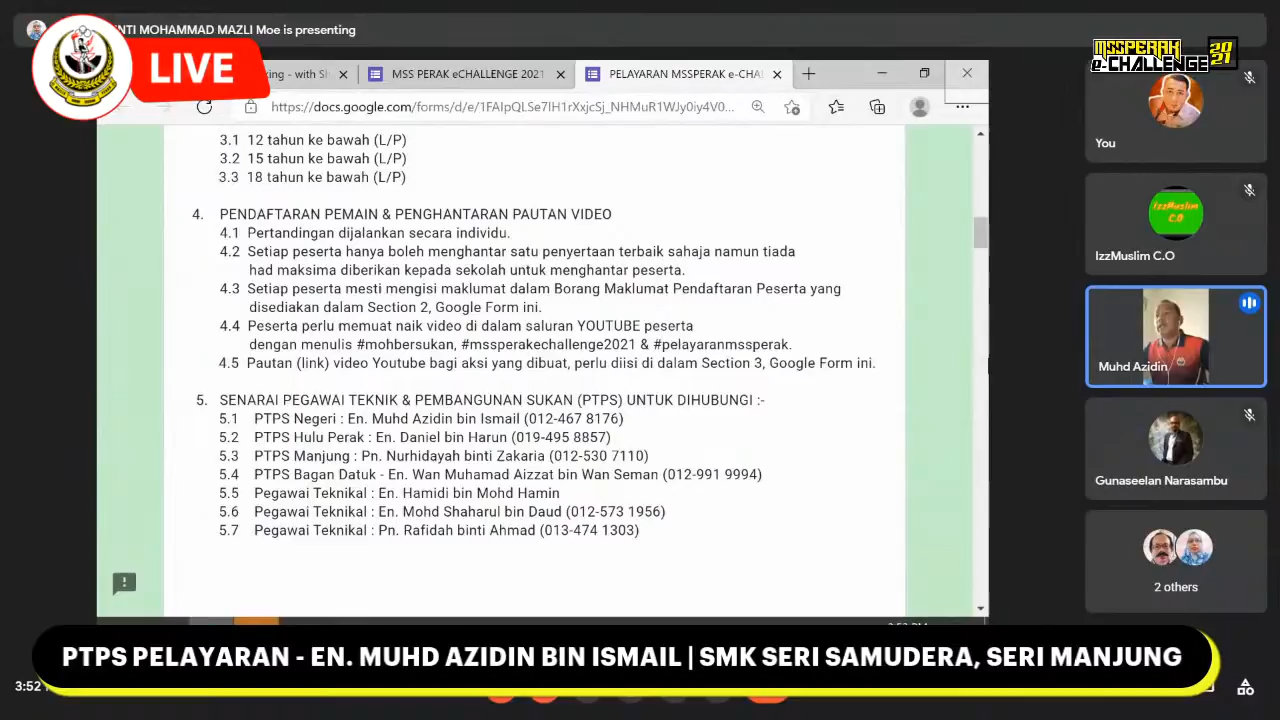 ENTI MOHAMMAD MAZLI Moe is presenting
LIVE
MSSPERAK
e-CHALLENGE
2021
king - with Sh
MSS PERAK eCHALLENGE 2021
PELAYARAN MSSPERAK e-CHA
https://docs.google.com/forms/d/e/1FAIpQLSe7lH1rXxjcSj_NHMuR1WJy0iy4V0...
3.1 12 tahun ke bawah (L/P)
3.2 15 tahun ke bawah (L/P)
3.3 18 tahun ke bawah (L/P)
4. PENDAFTARAN PEMAIN & PENGHANTARAN PAUTAN VIDEO
4.1 Pertandingan dijalankan secara individu.
4.2 Setiap peserta hanya boleh menghantar satu penyertaan terbaik sahaja namun tiada
had maksima diberikan kepada sekolah untuk menghantar peserta.
4.3 Setiap peserta mesti mengisi maklumat dalam Borang Maklumat Pendaftaran Peserta yang
disediakan dalam Section 2, Google Form ini.
4.4 Peserta perlu memuat naik video di dalam saluran YOUTUBE peserta
dengan menulis #mohbersukan, #mssperakechallenge2021 & #pelayaranmssperak.
4.5 Pautan (link) video Youtube bagi aksi yang dibuat, perlu diisi di dalam Section 3, Google Form ini.
5. SENARAI PEGAWAI TEKNIK & PEMBANGUNAN SUKAN (PTPS) UNTUK DIHUBUNGI :-
5.1 PTPS Negeri : En. Muhd Azidin bin Ismail (012-467 8176)
5.2 PTPS Hulu Perak : En. Daniel bin Harun (019-495 8857)
5.3 PTPS Manjung : Pn. Nurhidayah binti Zakaria (012-530 7110)
5.4 PTPS Bagan Datuk - En. Wan Muhamad Aizzat bin Wan Seman (012-991 9994)
5.5 Pegawai Teknikal : En. Hamidi bin Mohd Hamin
5.6 Pegawai Teknikal : En. Mohd Shaharul bin Daud (012-573 1956)
5.7 Pegawai Teknikal : Pn. Rafidah binti Ahmad (013-474 1303)
You
IzzMuslim C.O
IzzMuslim C.O
Muhd Azidin
Gunaseelan Narasambu
2 others
PTPS PELAYARAN - EN. MUHD AZIDIN BIN ISMAIL | SMK SERI SAMUDERA, SERI MANJUNG
3:52